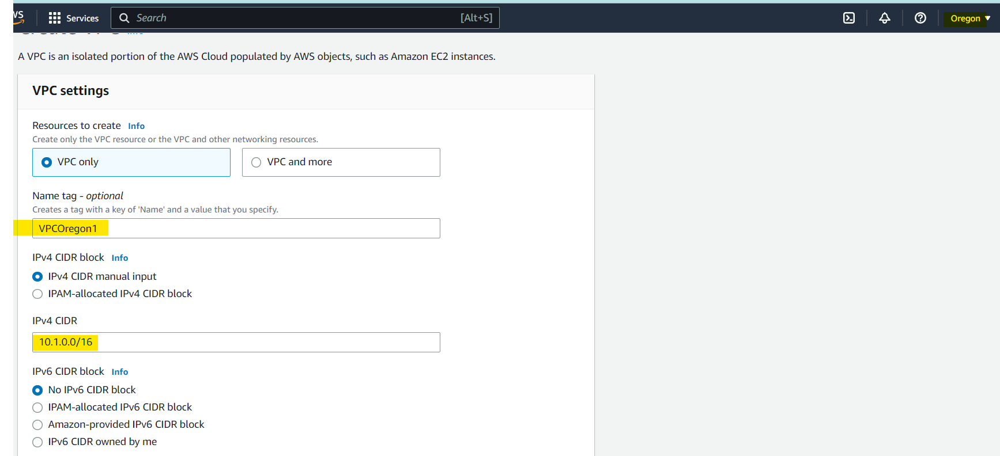 Services
Search [Alt+S]
Oregon
A VPC is an isolated portion of the AWS Cloud populated by AWS objects, such as Amazon EC2 instances.
VPC settings
Resources to create Info
Create only the VPC resource or the VPC and other networking resources.
VPC only
VPC and more
Name tag - optional
Creates a tag with a key of 'Name' and a value that you specify.
VPCOregon1
IPv4 CIDR block Info
IPv4 CIDR manual input
IPAM-allocated IPv4 CIDR block
IPv4 CIDR
10.1.0.0/16
IPv6 CIDR block Info
No IPv6 CIDR block
IPAM-allocated IPv6 CIDR block
Amazon-provided IPv6 CIDR block
IPv6 CIDR owned by me